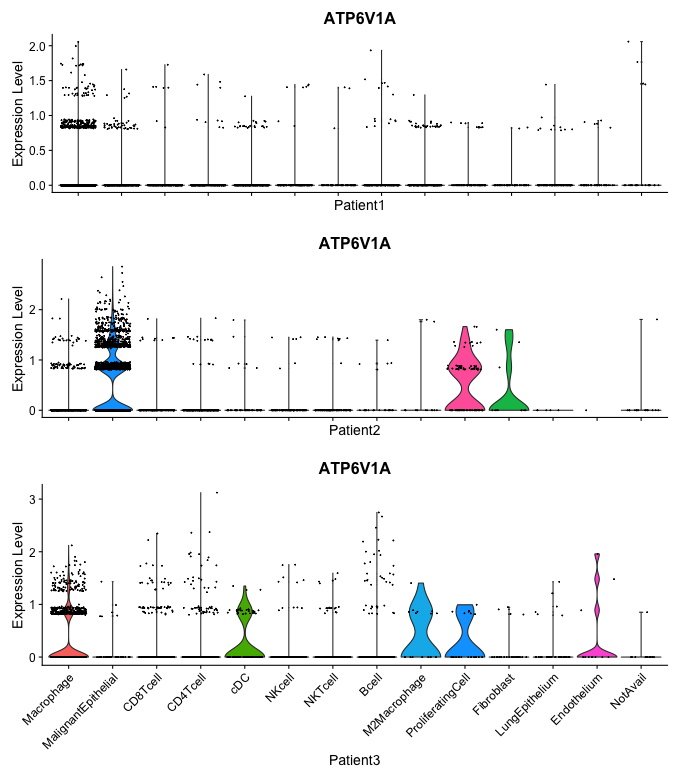 ATP6V1A
Expression Level
2.0
1.5
1.0
0.5
0.0
Patient1
ATP6V1A
Expression Level
2
1
0
Patient2
ATP6V1A
Expression Level
3
2
1
0
Macrophage
MalignantEpithelial
CD8Tcell
CD4Tcell
cDC
NKcell
NKTcell
Bcell
M2Macrophage
ProliferatingCell
Fibroblast
LungEpithelium
Endothelium
NotAvail
Patient3